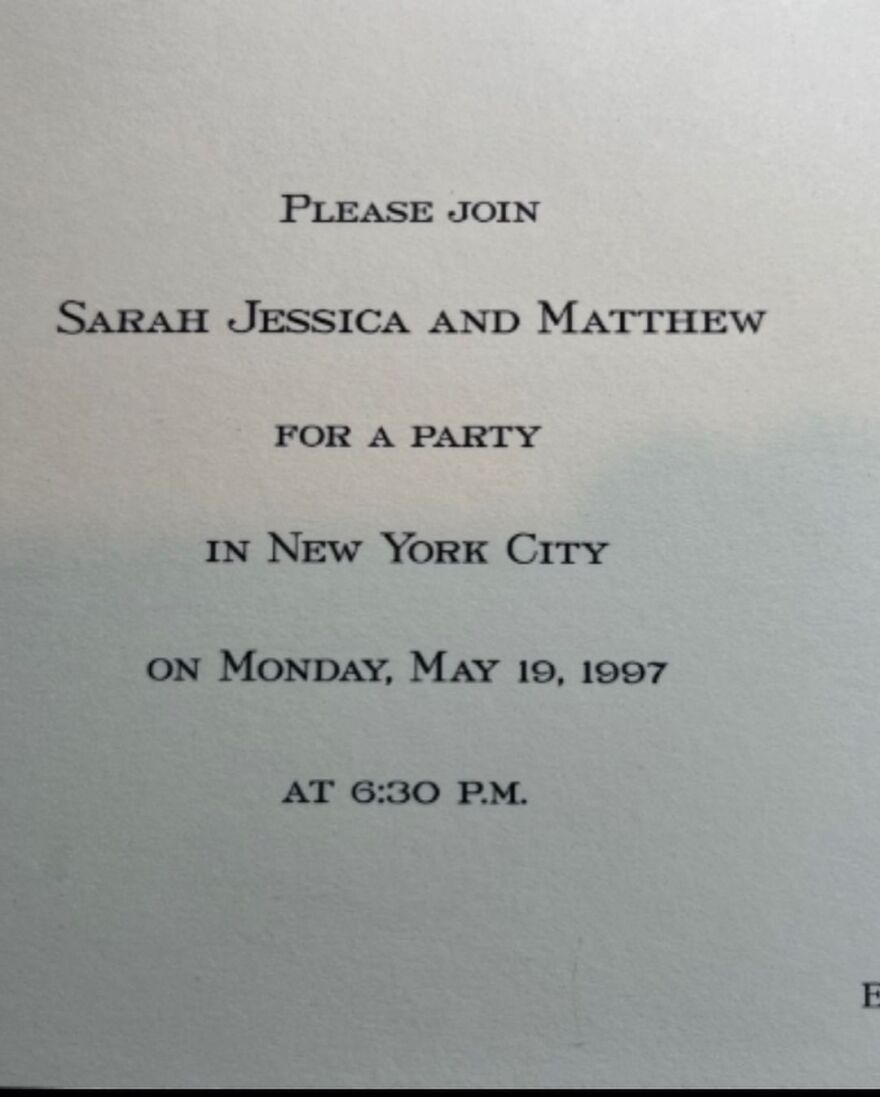 Please join
Sarah Jessica and Matthew
for a party
in New York City
on Monday, May 19, 1997
at 6:30 P.M.